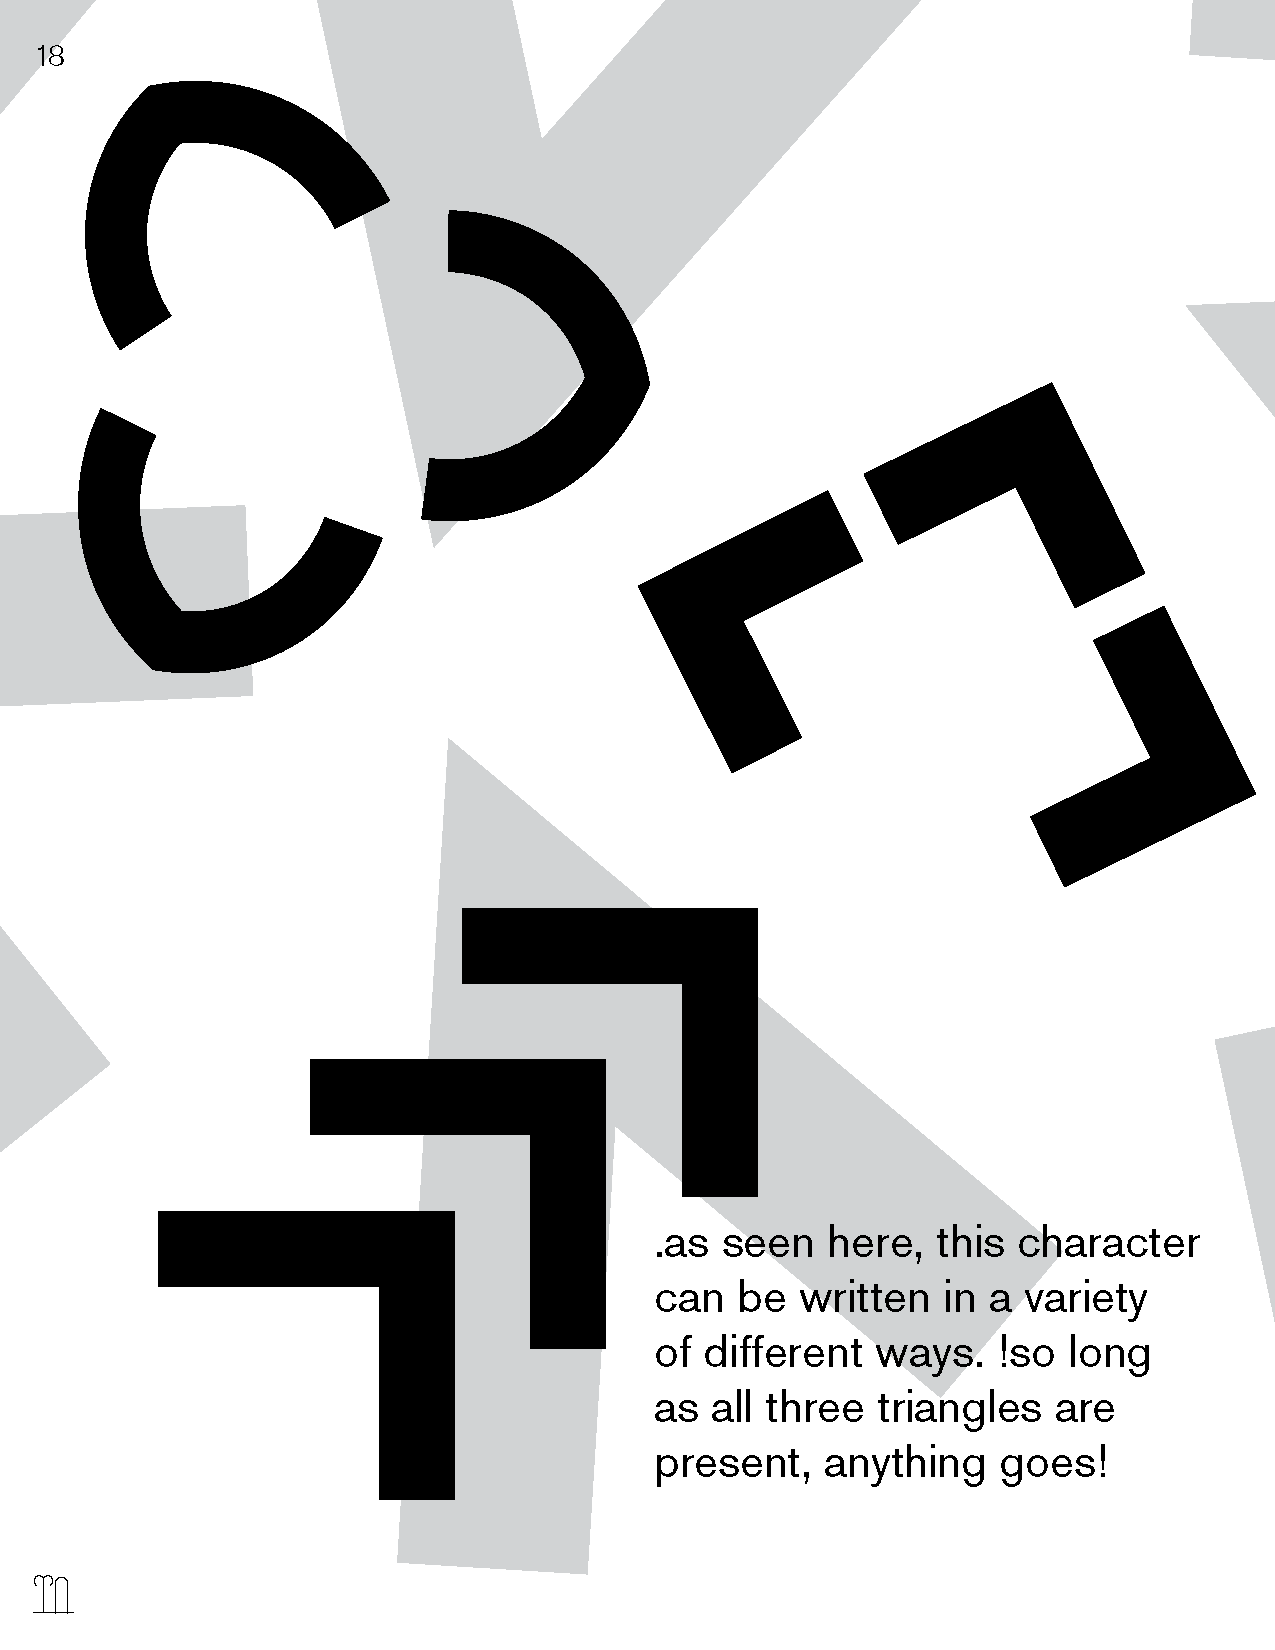 18
.as seen here, this character
can be written in a variety
of different ways. !so long
as all three triangles are
present, anything goes!